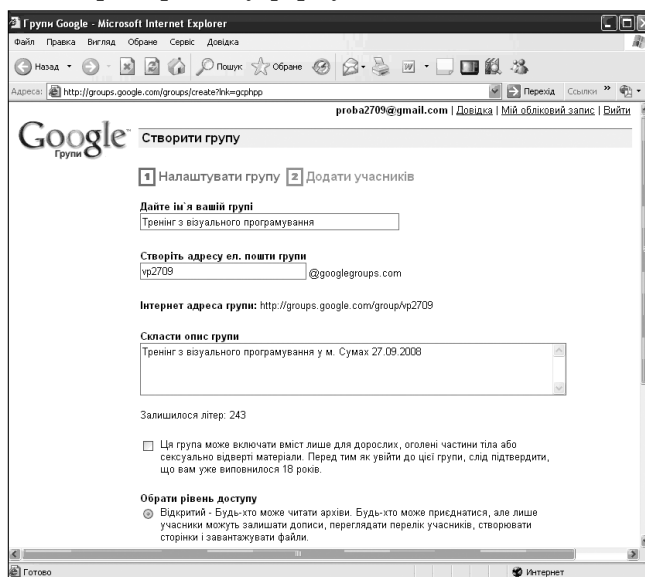 Групи Google - Microsoft Internet Explorer
Файл Правка Вигляд Обране Сервіс Довідка
Назад Пошук Обране
Адреса: http://groups.google.com/groups/create?lnk=gcphpp Перехід Ссылки »
proba2709@gmail.com | Довідка | Мій обліковий запис | Вийти
Google Групи
Створити групу
1 Налаштувати групу 2 Додати учасників
Дайте ім`я вашій групі
Тренінг з візуального програмування
Створіть адресу ел. пошти групи
vp2709 @googlegroups.com
Інтернет адреса групи: http://groups.google.com/group/vp2709
Скласти опис групи
Тренінг з візуального програмування у м. Сумах 27.09.2008
Залишилося літер: 243
Ця група може включати вміст лише для дорослих, оголені частини тіла або
сексуально відверті матеріали. Перед тим як увійти до цієї групи, слід підтвердити,
що вам уже виповнилося 18 років.
Обрати рівень доступу
Відкритий - Будь-хто може читати архіви. Будь-хто може приєднатися, але лише
учасники можуть залишати дописи, переглядати перелік учасників, створювати
сторінки і завантажувати файли.
Готово Интернет